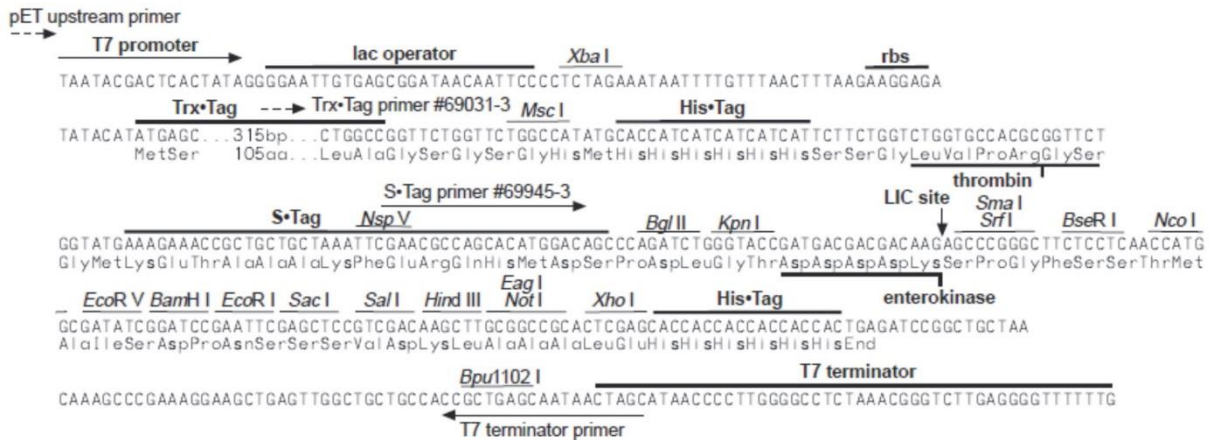 pET upstream primer
T7 promoter lac operator Xba I rbs
TAATACGACTCACTATAGGGGAATTGTGAGCGGATAACAATTCCCCTCTAGAAATAATTTTGTTTAACTTTAAGAAGGAGA
Trx•Tag Trx•Tag primer #69031-3 Msc I His•Tag
TATACATATGAGC...315bp...CTGGCCGGTTCTGGTTCTGGCCATATGCACCATCATCATCATCATTCTTCTGGTCTGGTGCCACGCGGTTCT
MetSer 105aa...LeuAlaGlySerGlySerGlyHisMetHisHisHisHisHisHisSerSerGlyLeuValProArgGlySer
thrombin
S•Tag primer #69945-3 LIC site Sma I
S•Tag Nsp V Bgl II Kpn I Srf I BseR I Nco I
GGTATGAAAGAAACCGCTGCTGCTAAATTCGAACGCCAGCACATGGACAGCCCAGATCTGGGTACCGATGACGACGACAAGAGCCCGGGCTTCTCCTCAACCATG
GlyMetLysGluThrAlaAlaAlaLysPheGluArgGlnHisMetAspSerProAspLeuGlyThrAspAspAspAspLysSerProGlyPheSerSerThrMet
enterokinase
Eag I
EcoR V BamH I EcoR I Sac I Sal I Hind III Not I Xho I His•Tag
GCGATATCGGATCCGAATTCGAGCTCCGTCGACAAGCTTGCGGCCGCACTCGAGCACCACCACCACCACCACTGAGATCCGGCTGCTAA
AlaIleSerAspProAsnSerSerSerValAspLysLeuAlaAlaAlaLeuGluHisHisHisHisHisHisEnd
Bpu1102 I T7 terminator
CAAAGCCCGAAAGGAAGCTGAGTTGGCTGCTGCCACCGCTGAGCAATAACTAGCATAACCCCTTGGGGCCTCTAAACGGGTCTTGAGGGGTTTTTTG
T7 terminator primer